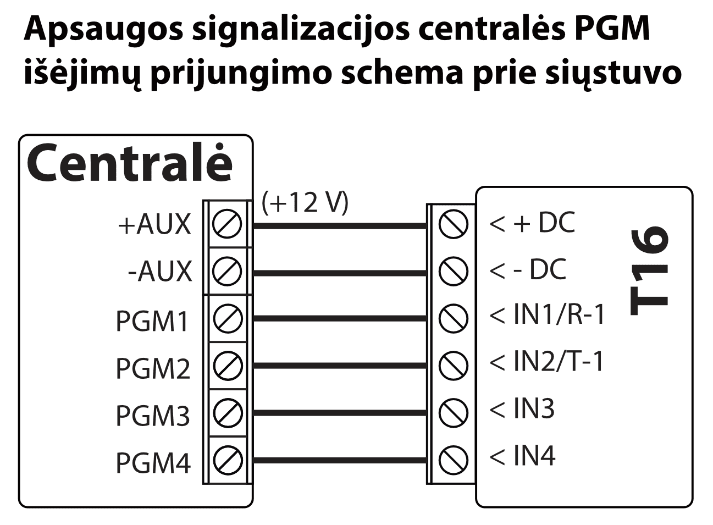 Apsaugos signalizacijos centralės PGM
išėjimų prijungimo schema prie siųstuvo
Centralė
(+12 V)
+AUX
-AUX
PGM1
PGM2
PGM3
PGM4
< + DC
< - DC
< IN1/R-1
< IN2/T-1
< IN3
< IN4
T16